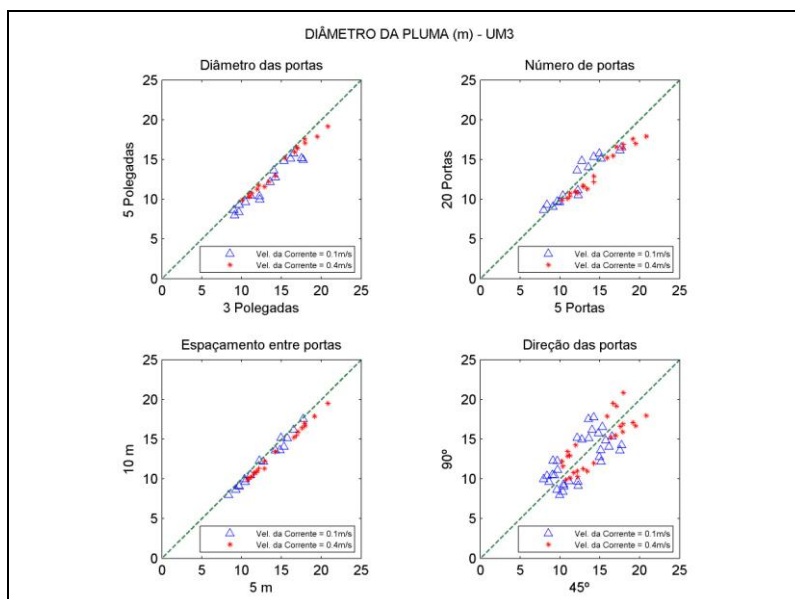 DIÂMETRO DA PLUMA (m) - UM3
Diâmetro das portas
25
20
15
10
5
0
5 Polegadas
0 5 10 15 20 25
3 Polegadas
Vel. da Corrente = 0.1m/s
Vel. da Corrente = 0.4m/s
Número de portas
25
20
15
10
5
0
20 Portas
0 5 10 15 20 25
5 Portas
Vel. da Corrente = 0.1m/s
Vel. da Corrente = 0.4m/s
Espaçamento entre portas
25
20
15
10
5
0
10 m
0 5 10 15 20 25
5 m
Vel. da Corrente = 0.1m/s
Vel. da Corrente = 0.4m/s
Direção das portas
25
20
15
10
5
0
90º
0 5 10 15 20 25
45º
Vel. da Corrente = 0.1m/s
Vel. da Corrente = 0.4m/s